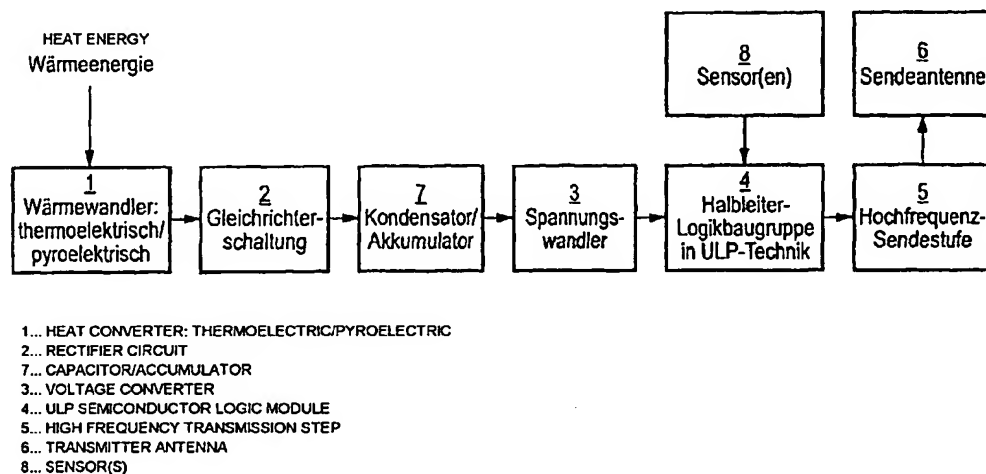 HEAT ENERGY
Wärmeenergie
8
Sensor(en)
6
Sendeantenne
1
Wärmewandler:
thermoelektrisch/
pyroelektrisch
2
Gleichrichter-
schaltung
7
Kondensator/
Akkumulator
3
Spannungs-
wandler
4
Halbleiter-
Logikbaugruppe
in ULP-Technik
5
Hochfrequenz-
Sendestufe
1... HEAT CONVERTER: THERMOELECTRIC/PYROELECTRIC
2... RECTIFIER CIRCUIT
7... CAPACITOR/ACCUMULATOR
3... VOLTAGE CONVERTER
4... ULP SEMICONDUCTOR LOGIC MODULE
5... HIGH FREQUENCY TRANSMISSION STEP
6... TRANSMITTER ANTENNA
8... SENSOR(S)